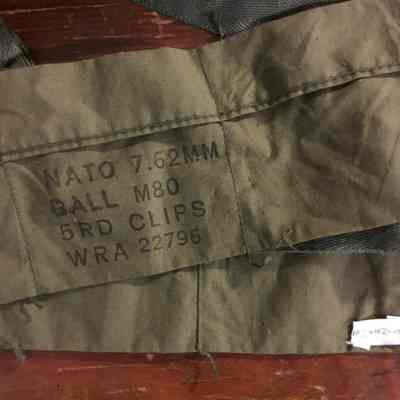 NATO 7.62MM
BALL M80
5RD CLIPS
WRA 22796